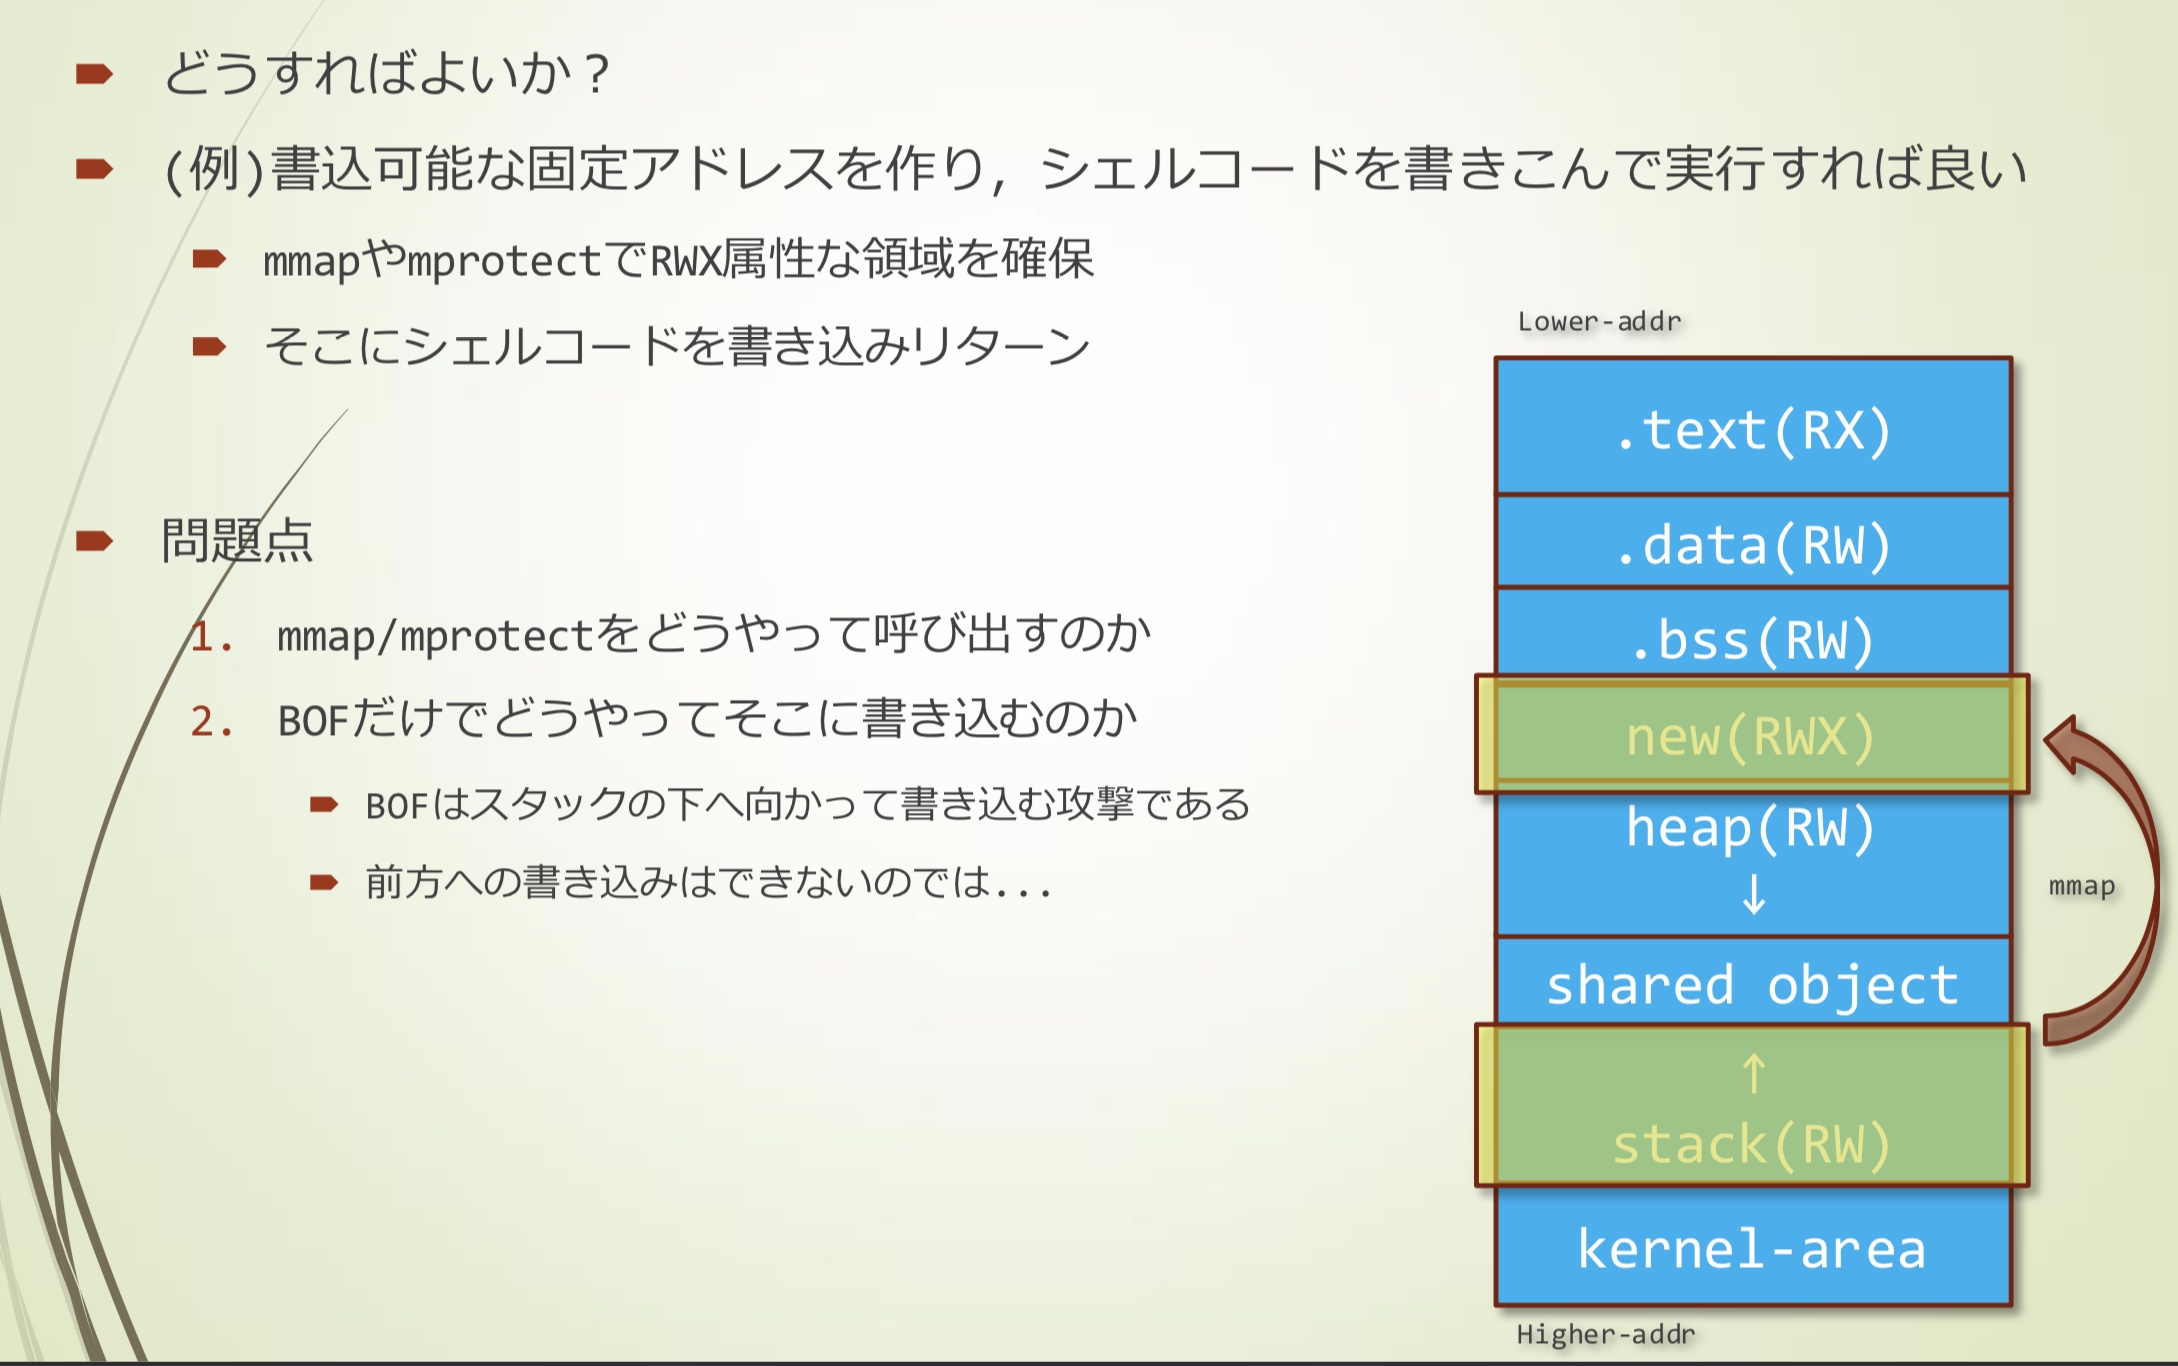 どうすればよいか？
(例)書込可能な固定アドレスを作り, シェルコードを書きこんで実行すれば良い
mmapやmprotectでRWX属性な領域を確保
そこにシェルコードを書き込みリターン
問題点
1. mmap/mprotectをどうやって呼び出すのか
2. BOFだけでどうやってそこに書き込むのか
BOFはスタックの下へ向かって書き込む攻撃である
前方への書き込みはできないのでは...
Lower-addr
.text(RX)
.data(RW)
.bss(RW)
new(RWX)
heap(RW)
↓
mmap
shared object
↑
stack(RW)
kernel-area
Higher-addr